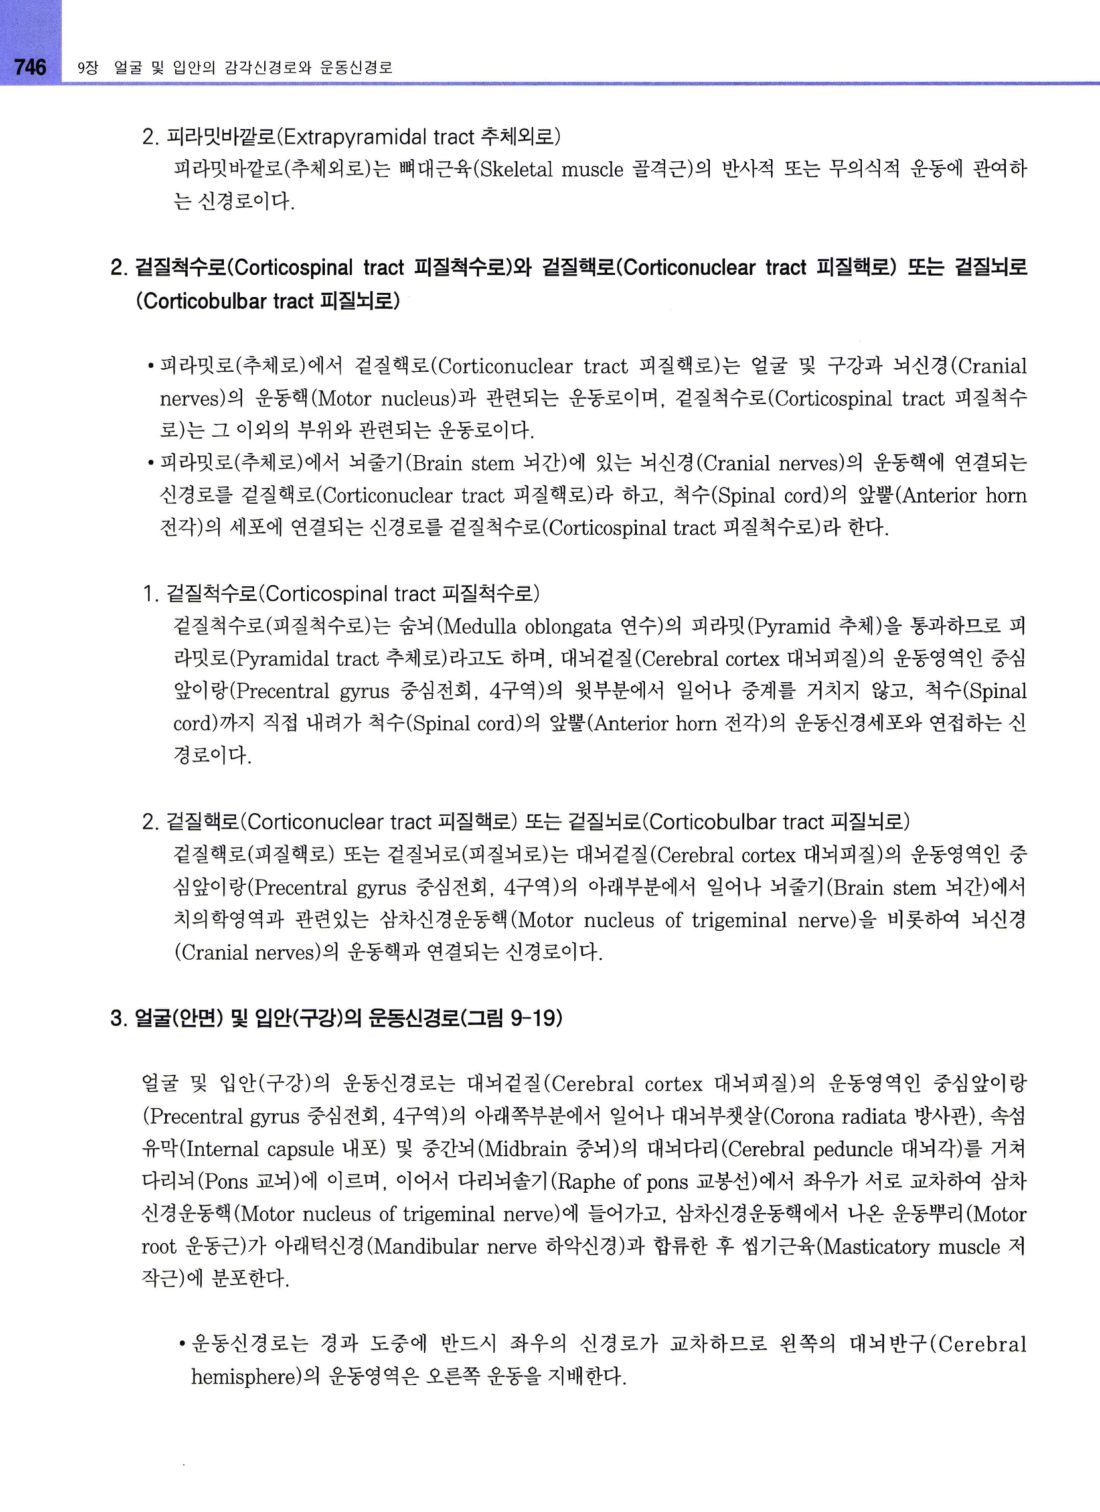 746 9장 얼굴 및 입안의 감각신경로와 운동신경로
2. 피라밋바깥로(Extrapyramidal tract 추체외로)
피라밋바깥로(추체외로)는 뼈대근육(Skeletal muscle 골격근)의 반사적 또는 무의식적 운동에 관여하
는 신경로이다.
2. 겉질척수로(Corticospinal tract 피질척수로)와 겉질핵로(Corticonuclear tract 피질핵로) 또는 겉질뇌로
(Corticobulbar tract 피질뇌로)
• 피라밋로(추체로)에서 겉질핵로(Corticonuclear tract 피질핵로)는 얼굴 및 구강과 뇌신경(Cranial
nerves)의 운동핵(Motor nucleus)과 관련되는 운동로이며, 겉질척수로(Corticospinal tract 피질척수
로)는 그 이외의 부위와 관련되는 운동로이다.
• 피라밋로(추체로)에서 뇌줄기(Brain stem 뇌간)에 있는 뇌신경(Cranial nerves)의 운동핵에 연결되는
신경로를 겉질핵로(Corticonuclear tract 피질핵로)라 하고, 척수(Spinal cord)의 앞뿔(Anterior horn
전각)의 세포에 연결되는 신경로를 겉질척수로(Corticospinal tract 피질척수로)라 한다.
1. 겉질척수로(Corticospinal tract 피질척수로)
겉질척수로(피질척수로)는 숨뇌(Medulla oblongata 연수)의 피라밋(Pyramid 추체)을 통과하므로 피
라밋로(Pyramidal tract 추체로)라고도 하며, 대뇌겉질(Cerebral cortex 대뇌피질)의 운동영역인 중심
앞이랑(Precentral gyrus 중심전회, 4구역)의 윗부분에서 일어나 중계를 거치지 않고, 척수(Spinal
cord)까지 직접 내려가 척수(Spinal cord)의 앞뿔(Anterior horn 전각)의 운동신경세포와 연접하는 신
경로이다.
2. 겉질핵로(Corticonuclear tract 피질핵로) 또는 겉질뇌로(Corticobulbar tract 피질뇌로)
겉질핵로(피질핵로) 또는 겉질뇌로(피질뇌로)는 대뇌겉질(Cerebral cortex 대뇌피질)의 운동영역인 중
심앞이랑(Precentral gyrus 중심전회, 4구역)의 아래부분에서 일어나 뇌줄기(Brain stem 뇌간)에서
치의학영역과 관련있는 삼차신경운동핵(Motor nucleus of trigeminal nerve)을 비롯하여 뇌신경
(Cranial nerves)의 운동핵과 연결되는 신경로이다.
3. 얼굴(안면) 및 입안(구강)의 운동신경로(그림 9-19)
얼굴 및 입안(구강)의 운동신경로는 대뇌겉질(Cerebral cortex 대뇌피질)의 운동영역인 중심앞이랑
(Precentral gyrus 중심전회, 4구역)의 아래쪽부분에서 일어나 대뇌부챗살(Corona radiata 방사관), 속섬
유막(Internal capsule 내포) 및 중간뇌(Midbrain 중뇌)의 대뇌다리(Cerebral peduncle 대뇌각)를 거쳐
다리뇌(Pons 교뇌)에 이르며, 이어서 다리뇌솔기(Raphe of pons 교봉선)에서 좌우가 서로 교차하여 삼차
신경운동핵(Motor nucleus of trigeminal nerve)에 들어가고, 삼차신경운동핵에서 나온 운동뿌리(Motor
root 운동근)가 아래턱신경(Mandibular nerve 하악신경)과 합류한 후 씹기근육(Masticatory muscle 저
작근)에 분포한다.
• 운동신경로는 경과 도중에 반드시 좌우의 신경로가 교차하므로 왼쪽의 대뇌반구(Cerebral
hemisphere)의 운동영역은 오른쪽 운동을 지배한다.